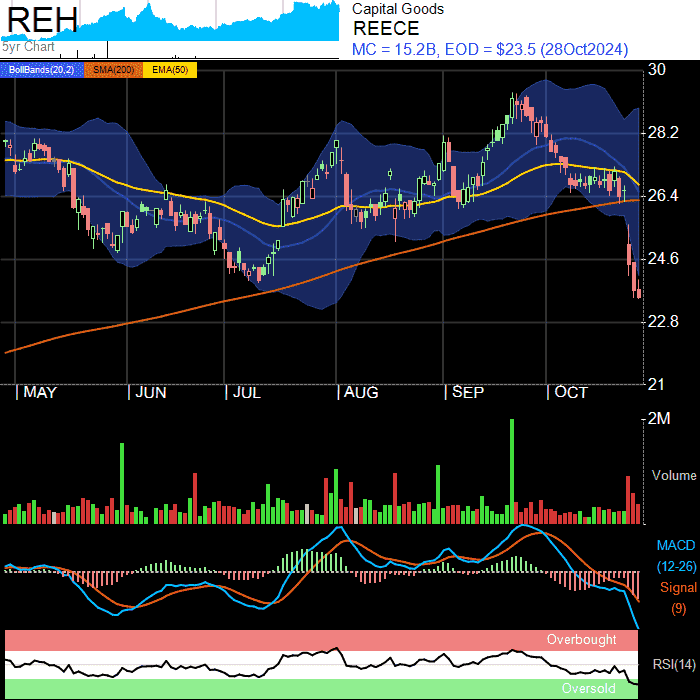 REH
5yr Chart
Capital Goods
REECE
MC = 15.2B, EOD = $23.5 (28Oct2024)
BollBands(20,2) SMA(200) EMA(50)
30
28.2
26.4
24.6
22.8
21
MAY JUN JUL AUG SEP OCT
2M
Volume
MACD
(12-26)
Signal
(9)
Overbought
RSI(14)
Oversold